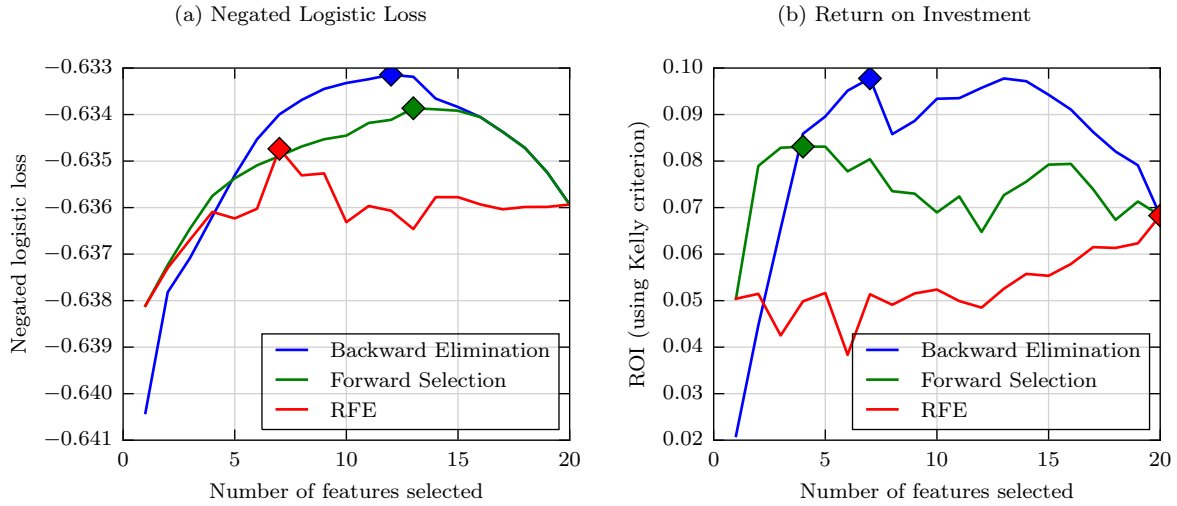 (a) Negated Logistic Loss
−0.633
−0.634
−0.635
−0.636
−0.637
−0.638
−0.639
−0.640
−0.641
Negated logistic loss
0
5
10
15
20
Number of features selected
Backward Elimination
Forward Selection
RFE
(b) Return on Investment
0.10
0.09
0.08
0.07
0.06
0.05
0.04
0.03
0.02
ROI (using Kelly criterion)
0
5
10
15
20
Number of features selected
Backward Elimination
Forward Selection
RFE